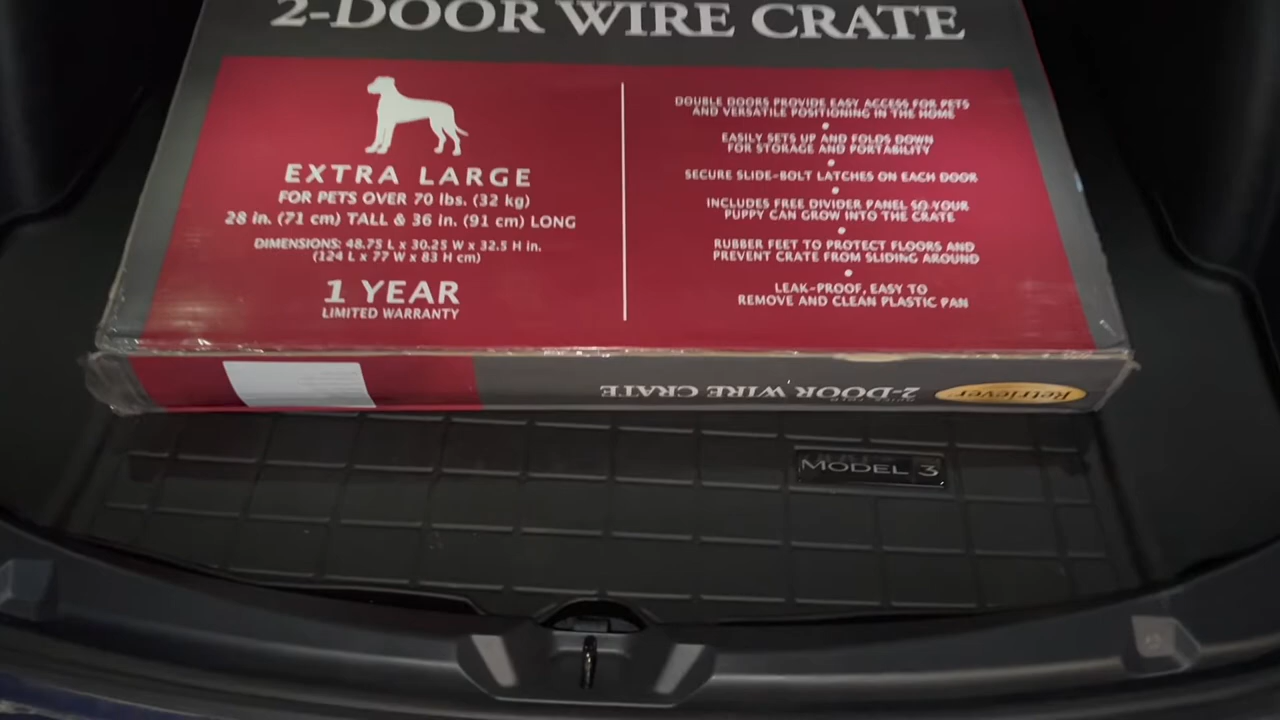 2-DOOR WIRE CRATE
EXTRA LARGE
FOR PETS OVER 70 lbs. (32 kg)
28 in. (71 cm) TALL & 36 in. (91 cm) LONG
DIMENSIONS: 48.75 L x 30.25 W x 32.5 H in.
(124 L x 77 W x 83 H cm)
1 YEAR
LIMITED WARRANTY
DOUBLE DOORS PROVIDE EASY ACCESS FOR PETS
AND VERSATILE POSITIONING IN THE HOME
EASILY SETS UP AND FOLDS DOWN
FOR STORAGE AND PORTABILITY
SECURE SLIDE-BOLT LATCHES ON EACH DOOR
INCLUDES FREE DIVIDER PANEL SO YOUR
PUPPY CAN GROW INTO THE CRATE
RUBBER FEET TO PROTECT FLOORS AND
PREVENT CRATE FROM SLIDING AROUND
LEAK-PROOF, EASY TO
REMOVE AND CLEAN PLASTIC PAN
2-DOOR WIRE CRATE
Retriever
MODEL 3